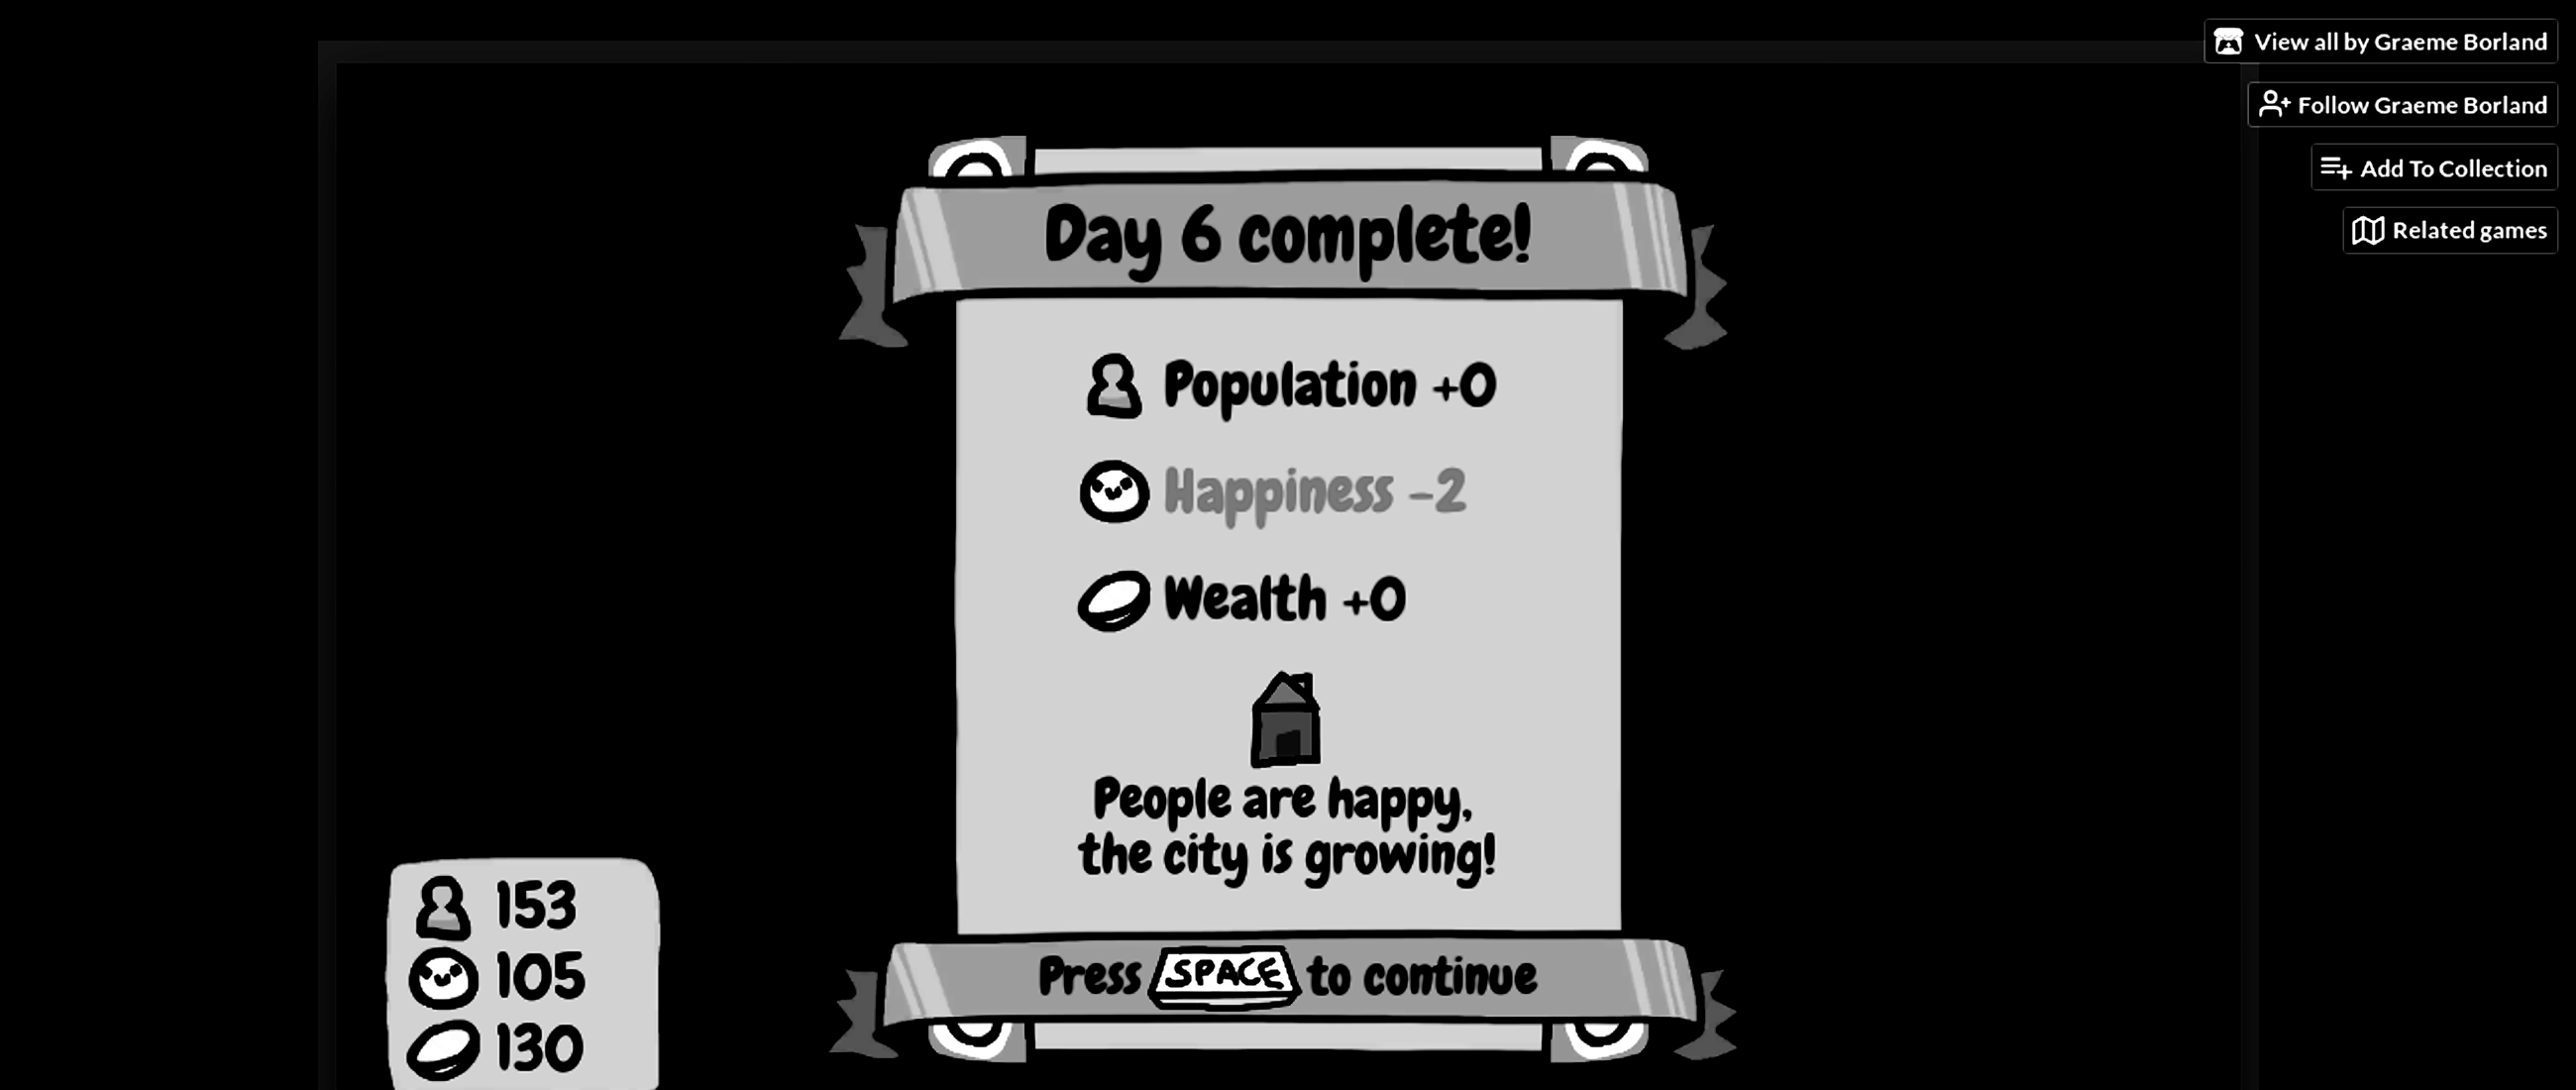 View all by Graeme Borland
Follow Graeme Borland
Add To Collection
Related games
Day 6 complete!
Population +0
Happiness -2
Wealth +0
People are happy,
the city is growing!
153
105
130
Press SPACE to continue